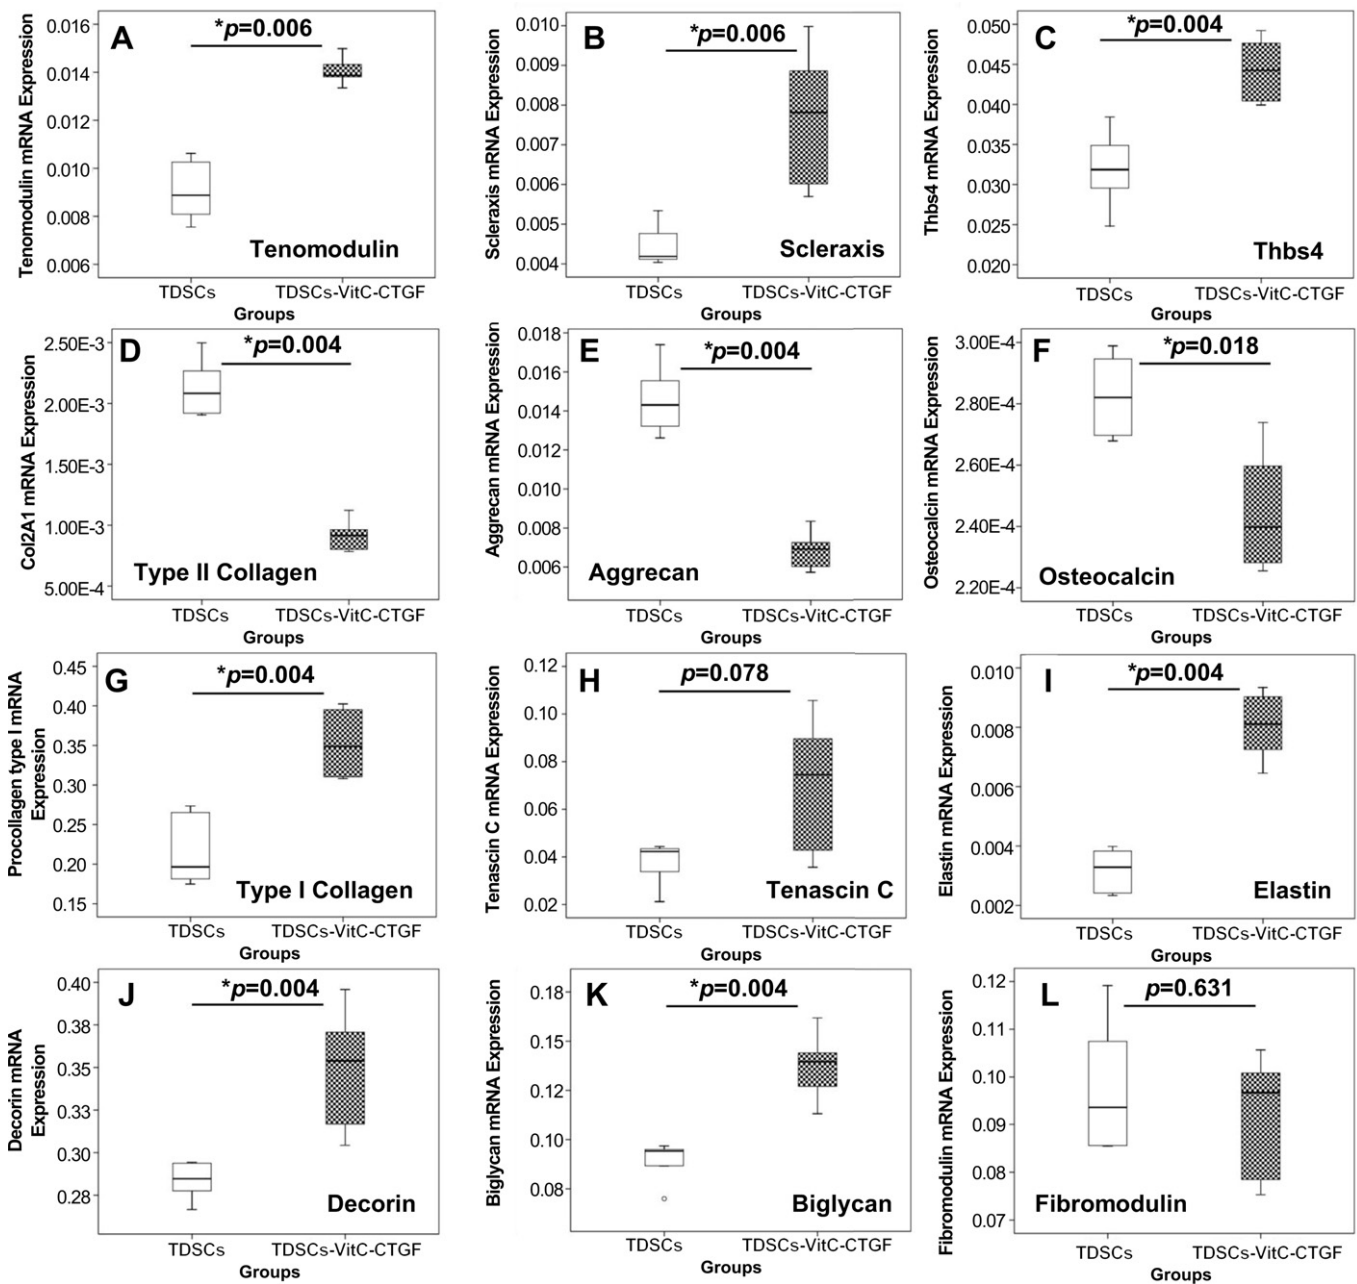 A
*p=0.006
Tenomodulin mRNA Expression
0.016
0.014
0.012
0.010
0.008
0.006
Tenomodulin
TDSCs
TDSCs-VitC-CTGF
Groups
B
*p=0.006
Scleraxis mRNA Expression
0.010
0.009
0.008
0.007
0.006
0.005
0.004
Scleraxis
TDSCs
TDSCs-VitC-CTGF
Groups
C
*p=0.004
Thbs4 mRNA Expression
0.050
0.045
0.040
0.035
0.030
0.025
0.020
Thbs4
TDSCs
TDSCs-VitC-CTGF
Groups
D
*p=0.004
Col2A1 mRNA Expression
2.50E-3
2.00E-3
1.50E-3
1.00E-3
5.00E-4
Type II Collagen
TDSCs
TDSCs-VitC-CTGF
Groups
E
*p=0.004
Aggrecan mRNA Expression
0.018
0.016
0.014
0.012
0.010
0.008
0.006
Aggrecan
TDSCs
TDSCs-VitC-CTGF
Groups
F
*p=0.018
Osteocalcin mRNA Expression
3.00E-4
2.80E-4
2.60E-4
2.40E-4
2.20E-4
Osteocalcin
TDSCs
TDSCs-VitC-CTGF
Groups
G
*p=0.004
Procollagen type I mRNA
Expression
0.45
0.40
0.35
0.30
0.25
0.20
0.15
Type I Collagen
TDSCs
TDSCs-VitC-CTGF
Groups
H
p=0.078
Tenascin C mRNA Expression
0.12
0.10
0.08
0.06
0.04
0.02
Tenascin C
TDSCs
TDSCs-VitC-CTGF
Groups
I
*p=0.004
Elastin mRNA Expression
0.010
0.008
0.006
0.004
0.002
Elastin
TDSCs
TDSCs-VitC-CTGF
Groups
J
*p=0.004
Decorin mRNA
Expression
0.40
0.38
0.35
0.33
0.30
0.28
Decorin
TDSCs
TDSCs-VitC-CTGF
Groups
K
*p=0.004
Biglycan mRNA Expression
0.18
0.15
0.12
0.10
0.08
Biglycan
TDSCs
TDSCs-VitC-CTGF
Groups
L
p=0.631
Fibromodulin mRNA Expression
0.12
0.11
0.10
0.09
0.08
0.07
Fibromodulin
TDSCs
TDSCs-VitC-CTGF
Groups